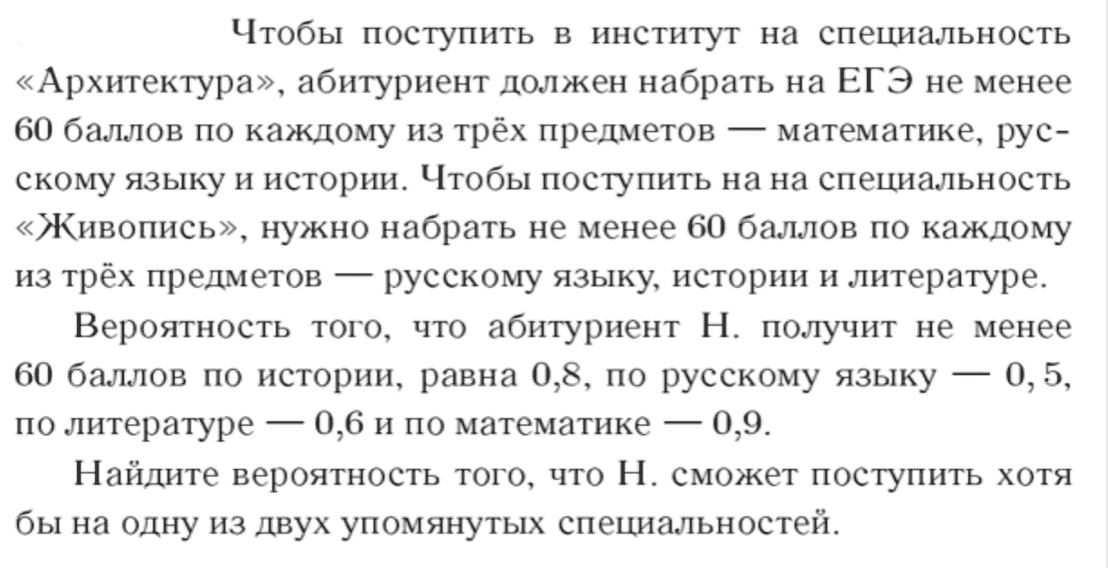 Чтобы поступить в институт на специальность
«Архитектура», абитуриент должен набрать на ЕГЭ не менее
60 баллов по каждому из трёх предметов — математике, рус-
скому языку и истории. Чтобы поступить на на специальность
«Живопись», нужно набрать не менее 60 баллов по каждому
из трёх предметов — русскому языку, истории и литературе.
Вероятность того, что абитуриент Н. получит не менее
60 баллов по истории, равна 0,8, по русскому языку — 0, 5,
по литературе — 0,6 и по математике — 0,9.
Найдите вероятность того, что Н. сможет поступить хотя
бы на одну из двух упомянутых специальностей.